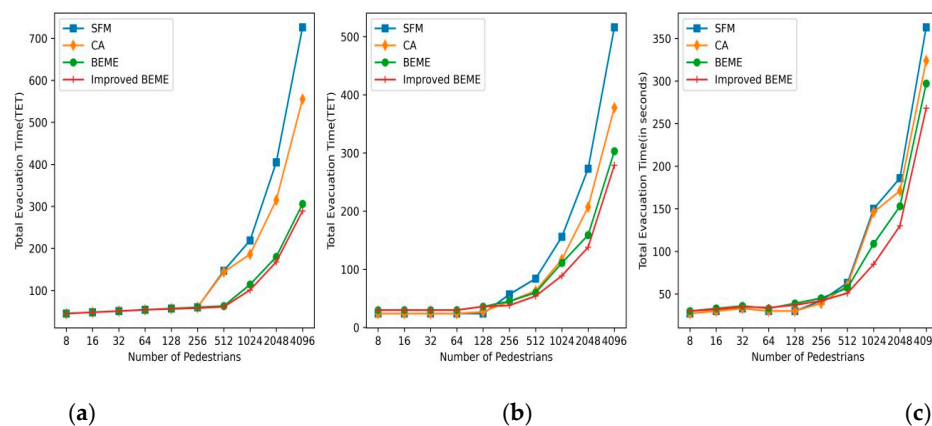 SFM
CA
BEME
Improved BEME
Total Evacuation Time(TET)
700
600
500
400
300
200
100
8 16 32 64 128 256 512 1024 2048 4096
Number of Pedestrians
(a)
SFM
CA
BEME
Improved BEME
Total Evacuation Time(TET)
500
400
300
200
100
0
8 16 32 64 128 256 512 1024 2048 4096
Number of Pedestrians
(b)
SFM
CA
BEME
Improved BEME
Total Evacuation Time(in seconds)
350
300
250
200
150
100
50
8 16 32 64 128 256 512 1024 2048 409
Number of Pedestrians
(c)